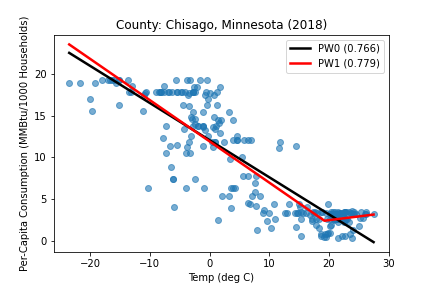 County: Chisago, Minnesota (2018)
PW0 (0.766)
PW1 (0.779)
Per-Capita Consumption (MMBtu/1000 Households)
20
15
10
5
0
−20 −10 0 10 20 30
Temp (deg C)